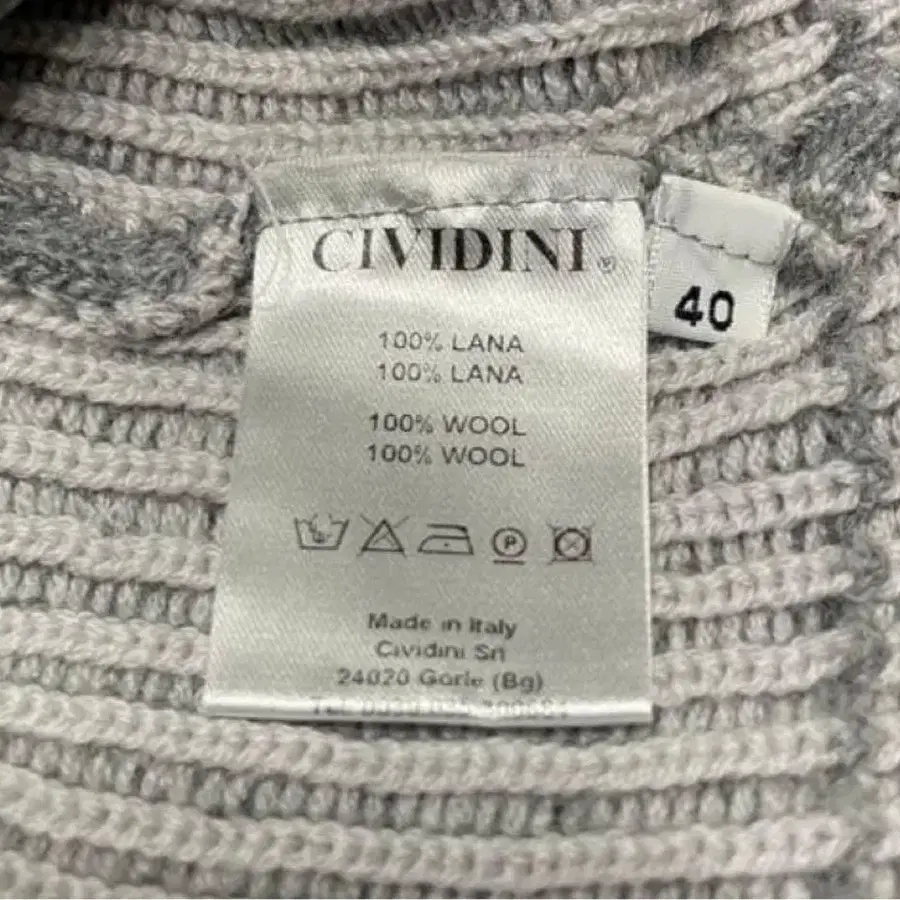 CIVIDINI®
40
100% LANA
100% LANA
100% WOOL
100% WOOL
P
Made in Italy
Cividini Srl
24020 Gorle (Bg)